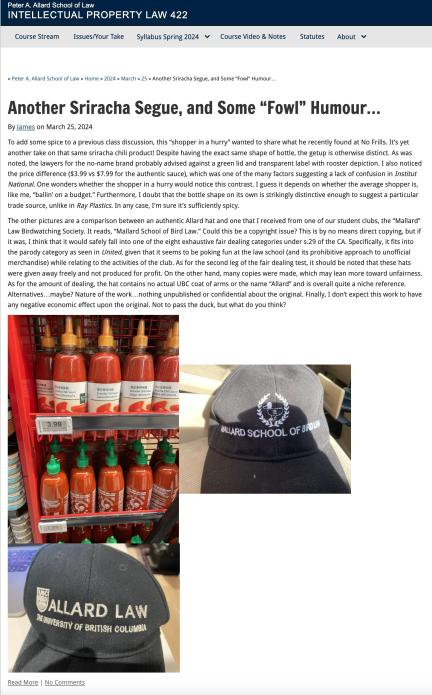 Peter A. Allard School of Law
INTELLECTUAL PROPERTY LAW 422
Course Stream Issues/Your Take Syllabus Spring 2024 Course Video & Notes Statutes About
» Peter A. Allard School of Law » Home » 2024 » March » 25 » Another Sriracha Segue, and Some “Fowl” Humour...
Another Sriracha Segue, and Some “Fowl” Humour...
By James on March 25, 2024
To add some spice to a previous class discussion, this “shopper in a hurry” wanted to share what he recently found at No Frills. It’s yet
another take on that same sriracha chili product! Despite having the exact same shape of bottle, the getup is otherwise distinct. As was
noted, the lawyers for the no-name brand probably advised against a green lid and transparent label with rooster depiction. I also noticed
the price difference ($3.99 vs $7.99 for the authentic sauce), which was one of the many factors suggesting a lack of confusion in Institut
National. One wonders whether the shopper in a hurry would notice this contrast. I guess it depends on whether the average shopper is,
like, “ballin’ on a budget.” Furthermore, I doubt that the bottle shape on its own is strikingly distinctive enough to suggest a particular
trade source, unlike in Ray Plastics. In any case, I’m sure it’s sufficiently spicy.
The other pictures are a comparison between an authentic Allard hat and one that I received from one of our student clubs, the “Mallard”
Law Birdwatching Society. It reads, “Mallard School of Bird Law.” Could this be a copyright issue? This is by no means direct copying, but if
it was, I think that it would safely fall into one of the eight exhaustive fair dealing categories under s.29 of the CA. Specifically, it fits into
the parody category as seen in United, given that it seems to be poking fun at the law school (and its prohibitive approach to unofficial
merchandise) while relating to the activities of the club. As for the second leg of the fair dealing test, it should be noted that these hats
were given away freely and not produced for profit. On the other hand, many copies were made, which may lean more toward unfairness.
As for the amount of dealing, the hat contains no actual UBC coat of arms or the name “Allard” and is overall quite a niche reference.
Alternatives...maybe? Nature of the work...nothing unpublished or confidential about the original. Finally, I don’t expect this work to have
any negative economic effect upon the original. Not to pass the duck, but what do you think?
3.99
MALLARD SCHOOL OF BIRD LAW
7.99
UBC ALLARD LAW
THE UNIVERSITY OF BRITISH COLUMBIA
Read More | No Comments